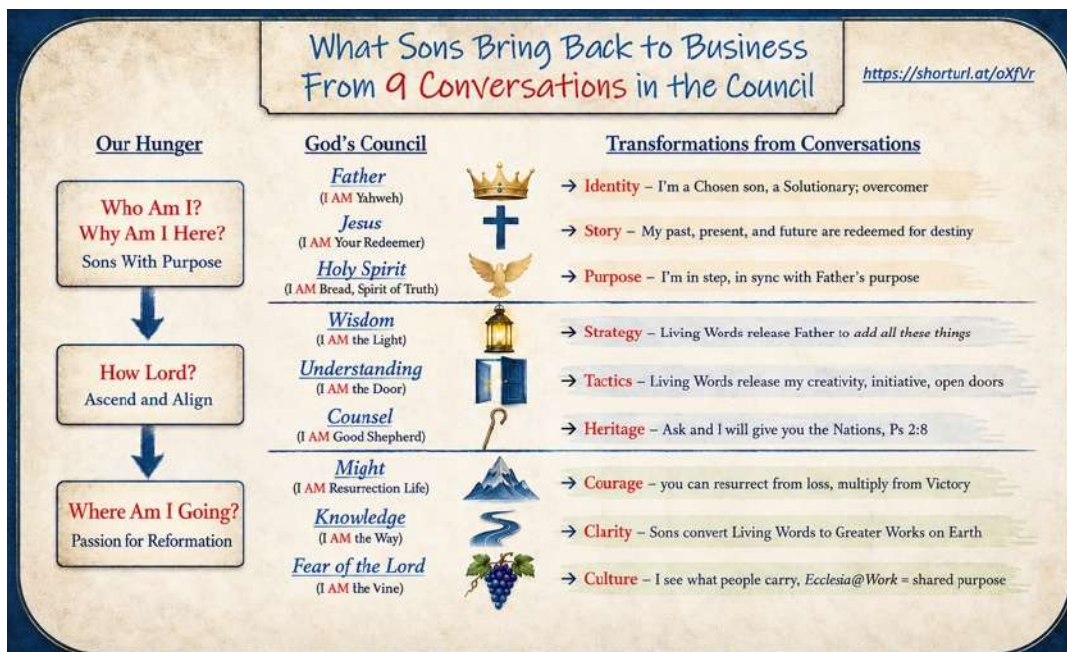 What Sons Bring Back to Business
From 9 Conversations in the Council
https://shorturl.at/oXfVr
Our Hunger
God's Council
Transformations from Conversations
Who Am I?
Why Am I Here?
Sons With Purpose
How Lord?
Ascend and Align
Where Am I Going?
Passion for Reformation
Father
(I AM Yahweh)
→ Identity – I'm a Chosen son, a Solutionary; overcomer
Jesus
(I AM Your Redeemer)
→ Story – My past, present, and future are redeemed for destiny
Holy Spirit
(I AM Bread, Spirit of Truth)
→ Purpose – I'm in step, in sync with Father's purpose
Wisdom
(I AM the Light)
→ Strategy – Living Words release Father to add all these things
Understanding
(I AM the Door)
→ Tactics – Living Words release my creativity, initiative, open doors
Counsel
(I AM Good Shepherd)
→ Heritage – Ask and I will give you the Nations, Ps 2:8
Might
(I AM Resurrection Life)
→ Courage – you can resurrect from loss, multiply from Victory
Knowledge
(I AM the Way)
→ Clarity – Sons convert Living Words to Greater Works on Earth
Fear of the Lord
(I AM the Vine)
→ Culture – I see what people carry, Ecclesia@Work = shared purpose